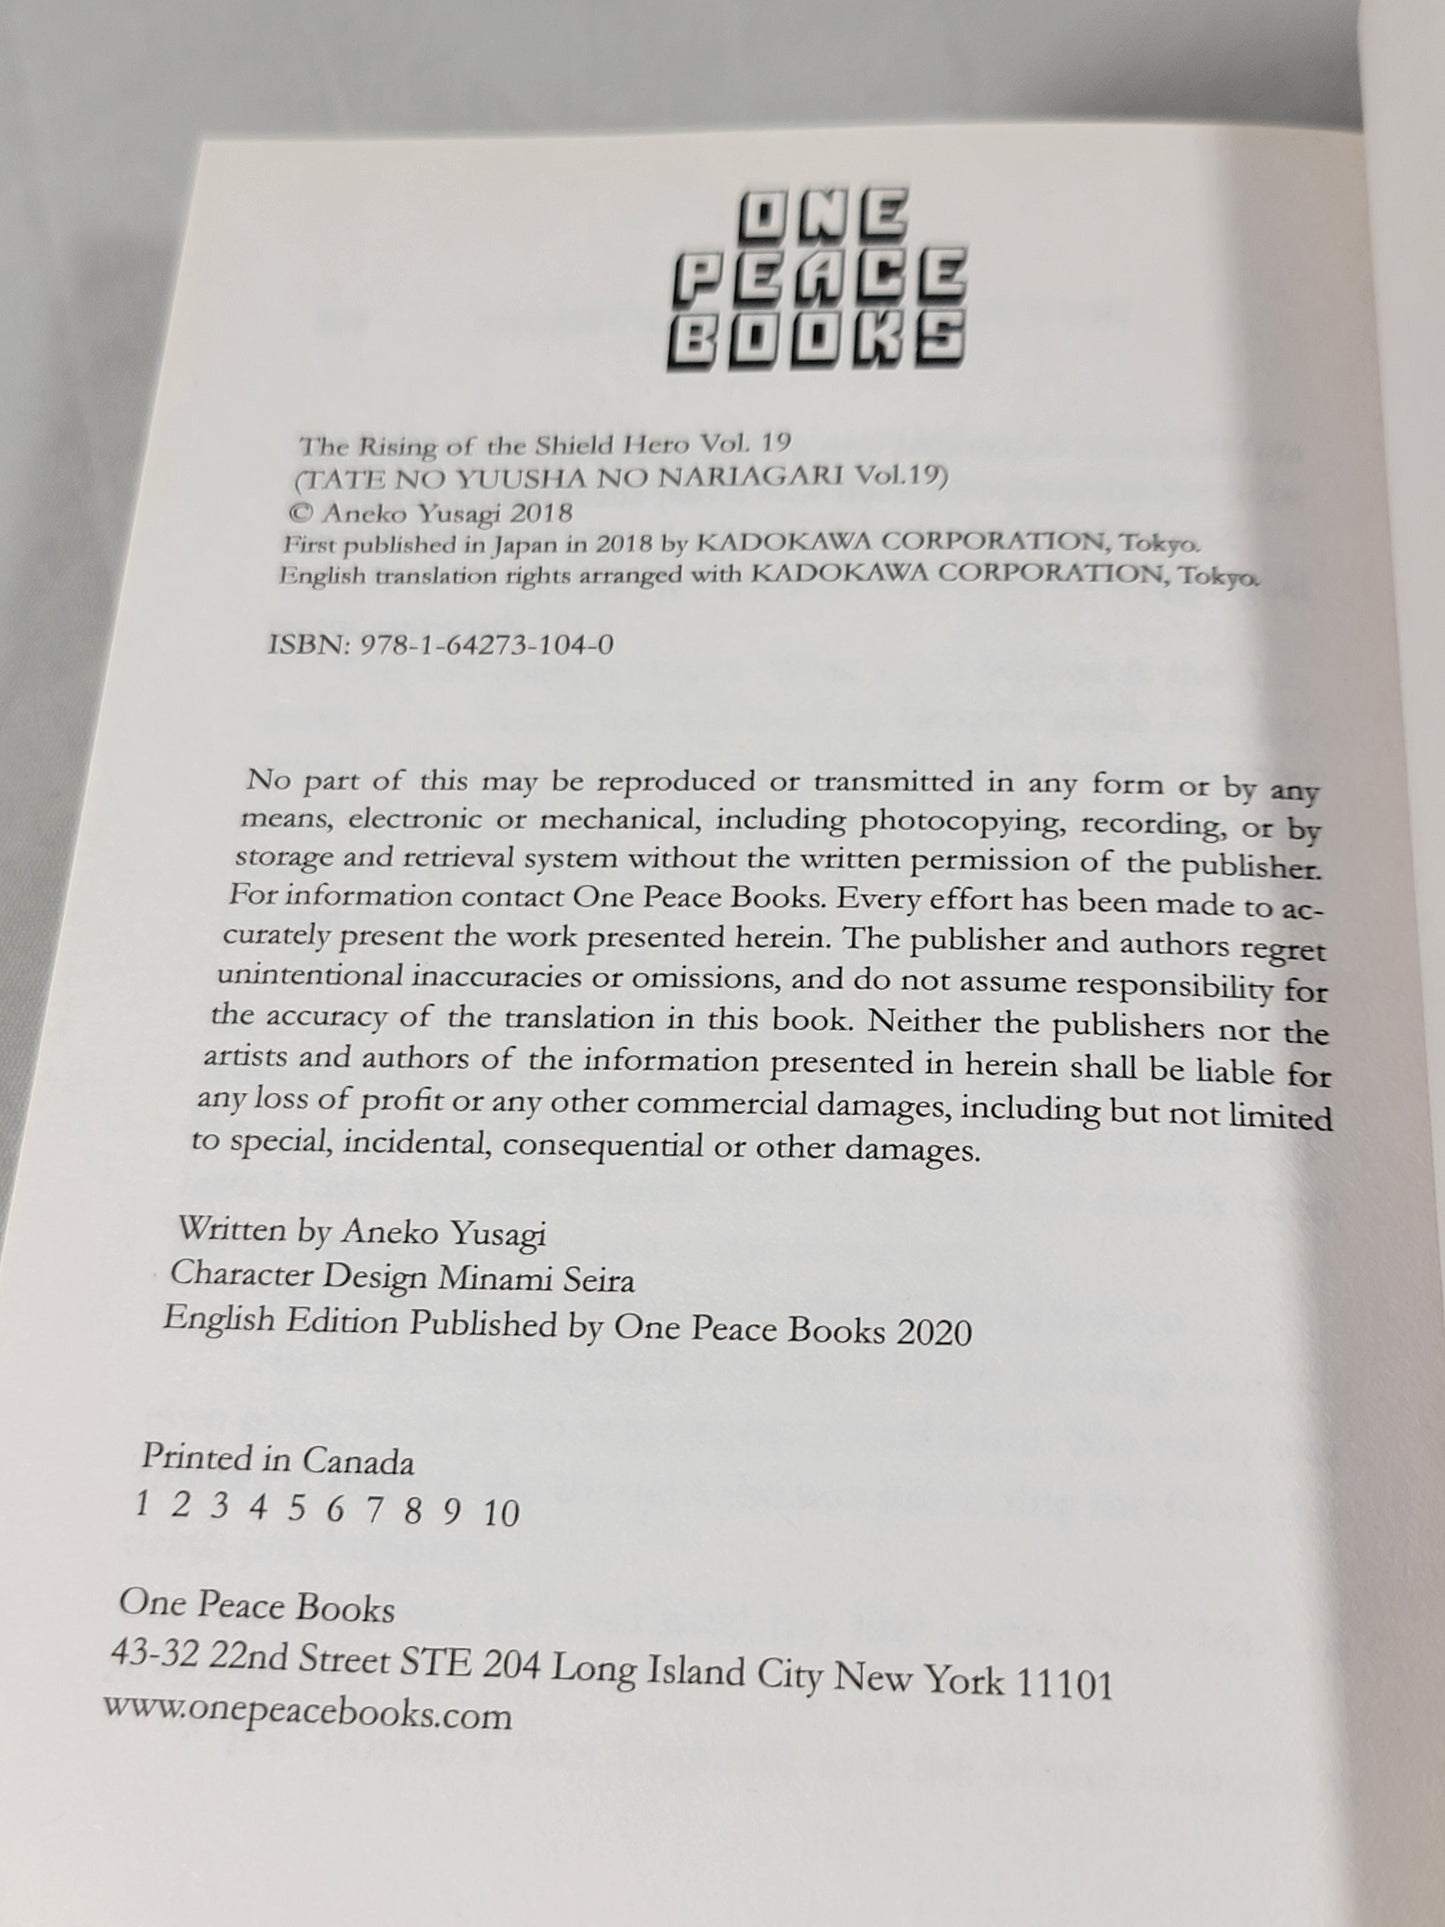 ONE
PEACE
BOOKS
The Rising of the Shield Hero Vol. 19
(TATE NO YUUSHA NO NARIAGARI Vol.19)
© Aneko Yusagi 2018
First published in Japan in 2018 by KADOKAWA CORPORATION, Tokyo.
English translation rights arranged with KADOKAWA CORPORATION, Tokyo.
ISBN: 978-1-64273-104-0
No part of this may be reproduced or transmitted in any form or by any
means, electronic or mechanical, including photocopying, recording, or by
storage and retrieval system without the written permission of the publisher.
For information contact One Peace Books. Every effort has been made to ac-
curately present the work presented herein. The publisher and authors regret
unintentional inaccuracies or omissions, and do not assume responsibility for
the accuracy of the translation in this book. Neither the publishers nor the
artists and authors of the information presented in herein shall be liable for
any loss of profit or any other commercial damages, including but not limited
to special, incidental, consequential or other damages.
Written by Aneko Yusagi
Character Design Minami Seira
English Edition Published by One Peace Books 2020
Printed in Canada
1 2 3 4 5 6 7 8 9 10
One Peace Books
43-32 22nd Street STE 204 Long Island City New York 11101
www.onepeacebooks.com